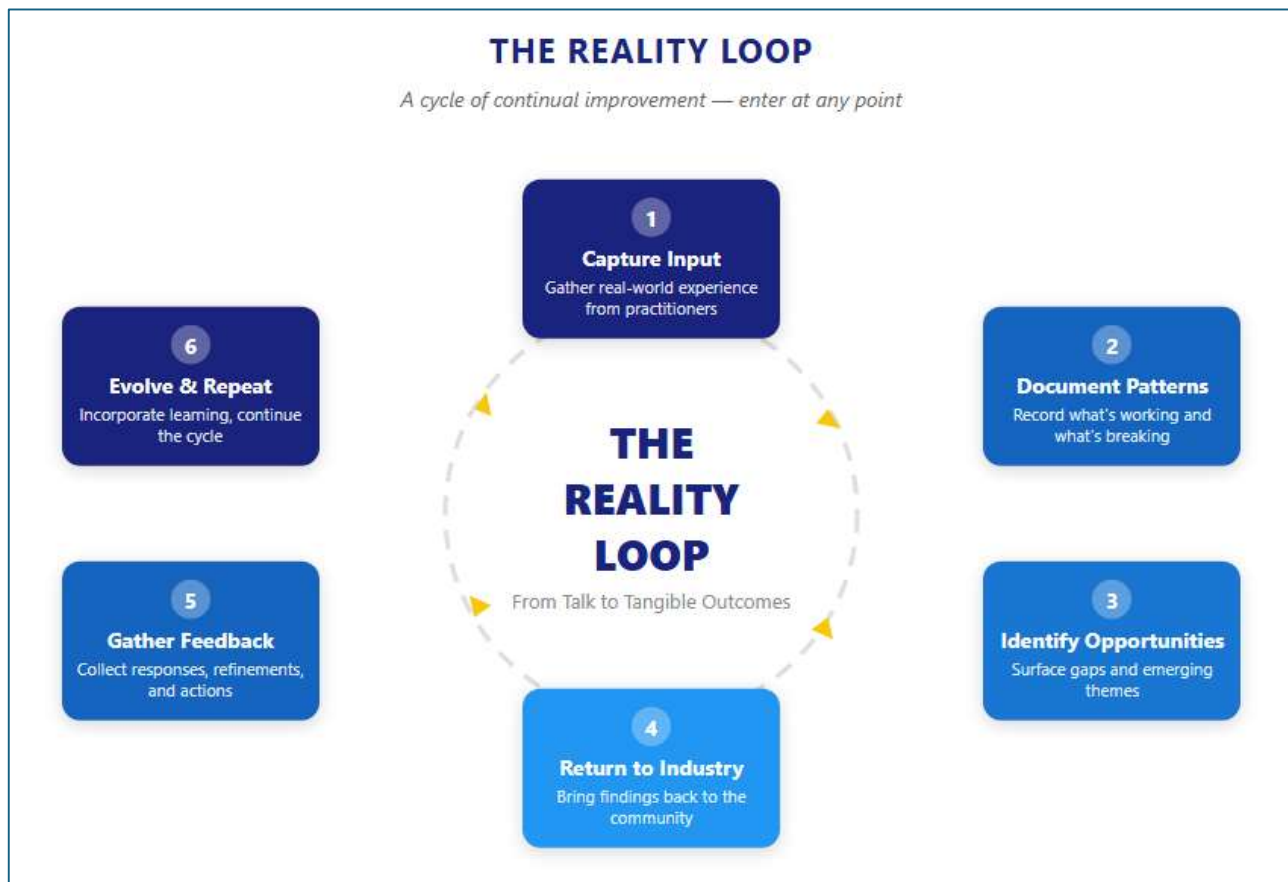 THE REALITY LOOP
A cycle of continual improvement — enter at any point
1
Capture Input
Gather real-world experience
from practitioners
2
Document Patterns
Record what's working and
what's breaking
3
Identify Opportunities
Surface gaps and emerging
themes
4
Return to Industry
Bring findings back to the
community
5
Gather Feedback
Collect responses, refinements,
and actions
6
Evolve & Repeat
Incorporate learning, continue
the cycle
THE
REALITY
LOOP
From Talk to Tangible Outcomes